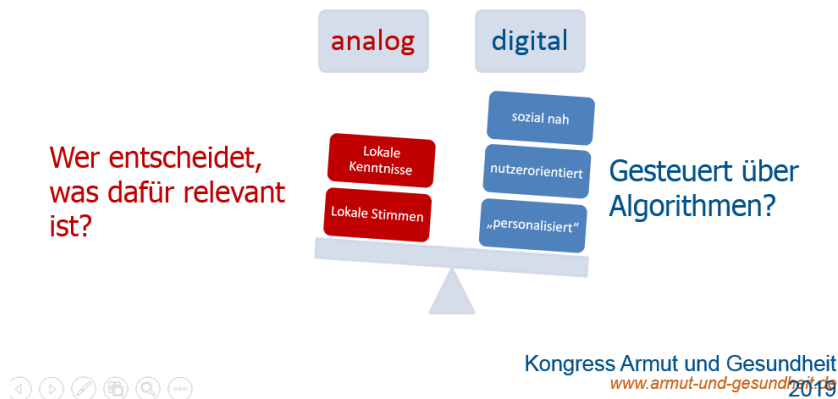 analog
digital
Wer entscheidet,
was dafür relevant
ist?
Lokale
Kenntnisse
Lokale Stimmen
sozial nah
nutzerorientiert
„personalisiert“
Gesteuert über
Algorithmen?
Kongress Armut und Gesundheit
www.armut-und-gesundheit.de
2019